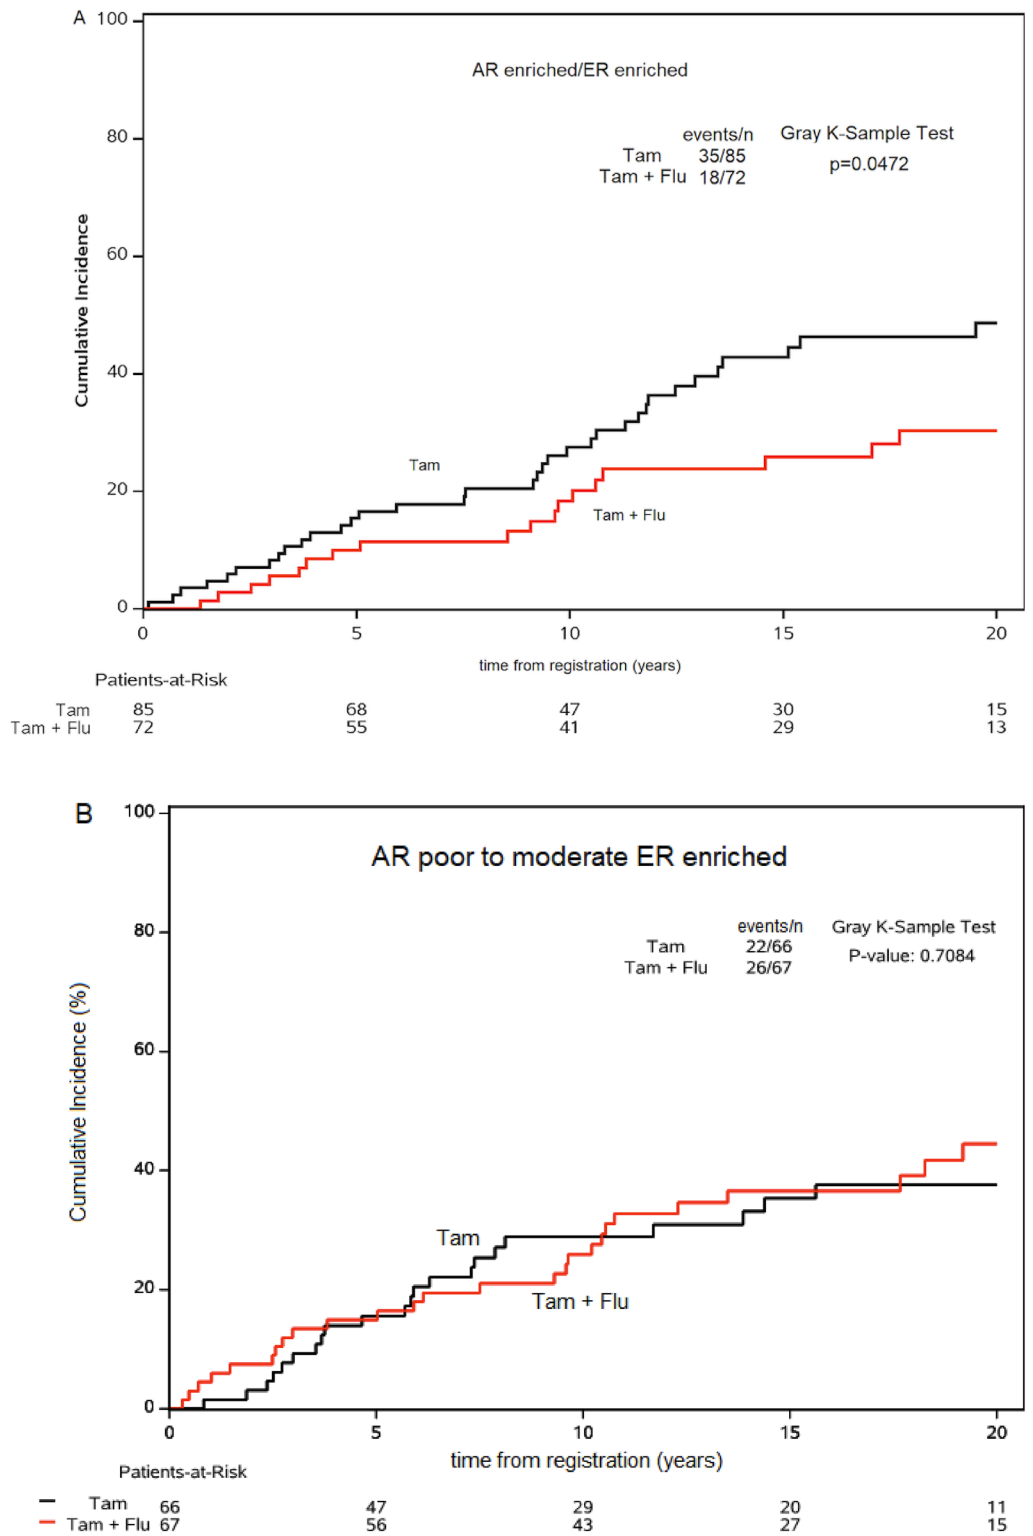 A
100
AR enriched/ER enriched
events/n Gray K-Sample Test
Tam 35/85
Tam + Flu 18/72
p=0.0472
80
60
40
20
0
Cumulative Incidence
Tam
Tam + Flu
0 5 10 15 20
time from registration (years)
Patients-at-Risk
Tam 85 68 47 30 15
Tam + Flu 72 55 41 29 13
B
100
AR poor to moderate ER enriched
events/n Gray K-Sample Test
Tam 22/66
Tam + Flu 26/67
P-value: 0.7084
80
60
40
20
0
Cumulative Incidence (%)
Tam
Tam + Flu
0 5 10 15 20
time from registration (years)
Patients-at-Risk
Tam 66 47 29 20 11
Tam + Flu 67 56 43 27 15